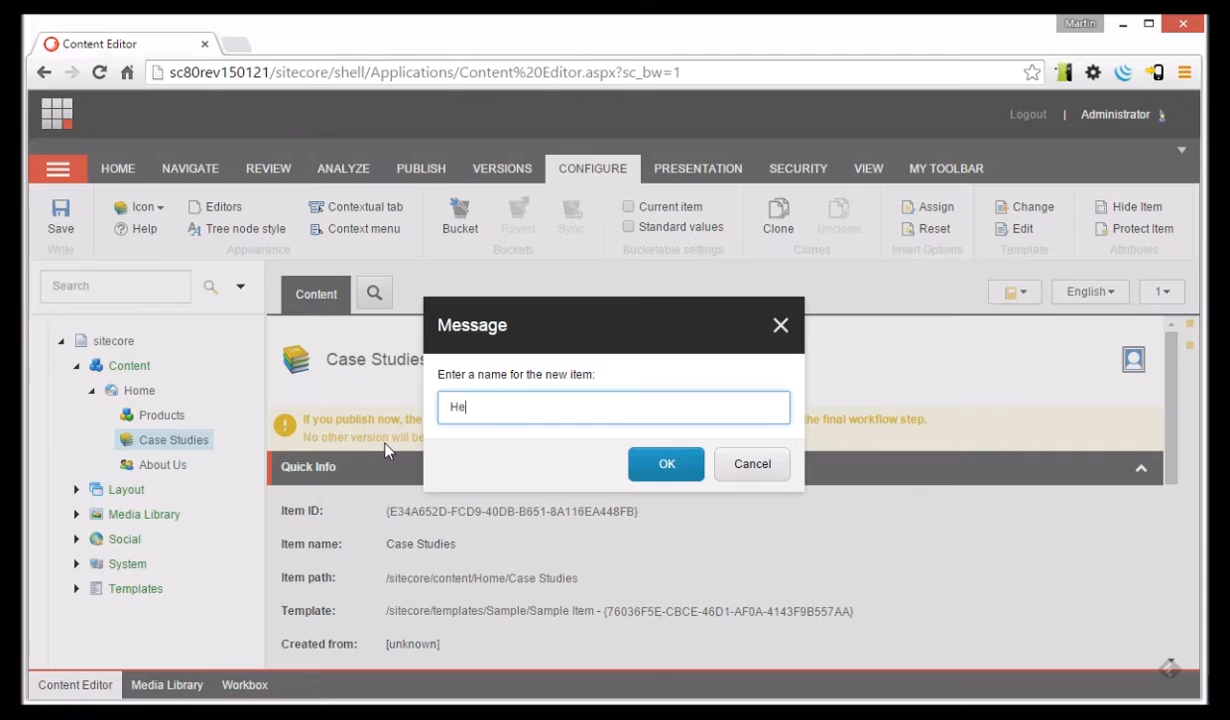 Martin
Content Editor
sc80rev150121/sitecore/shell/Applications/Content%20Editor.aspx?sc_bw=1
Logout | Administrator
HOME NAVIGATE REVIEW ANALYZE PUBLISH VERSIONS CONFIGURE PRESENTATION SECURITY VIEW MY TOOLBAR
Icon Editors Contextual tab Current item Assign Change Hide Item
Save Help Tree node style Context menu Bucket Revert Sync. Standard values Clone Unclone Reset Edit Protect Item
Write Appearance Buckets Bucketable settings Clones Insert Options Template Attributes
Search
Content
English 1
Message
sitecore
Case Studies
Enter a name for the new item:
Content
Home
He
Products
If you publish now, the
the final workflow step.
Case Studies
No other version will be
About Us
OK Cancel
Quick Info
Layout
Media Library
Social
System
Templates
Item ID: {E34A652D-FCD9-40DB-B651-8A116EA448FB}
Item name: Case Studies
Item path: /sitecore/content/Home/Case Studies
Template: /sitecore/templates/Sample/Sample Item - {76036F5E-CBCE-46D1-AF0A-4143F9B557AA}
Created from: [unknown]
Content Editor Media Library Workbox